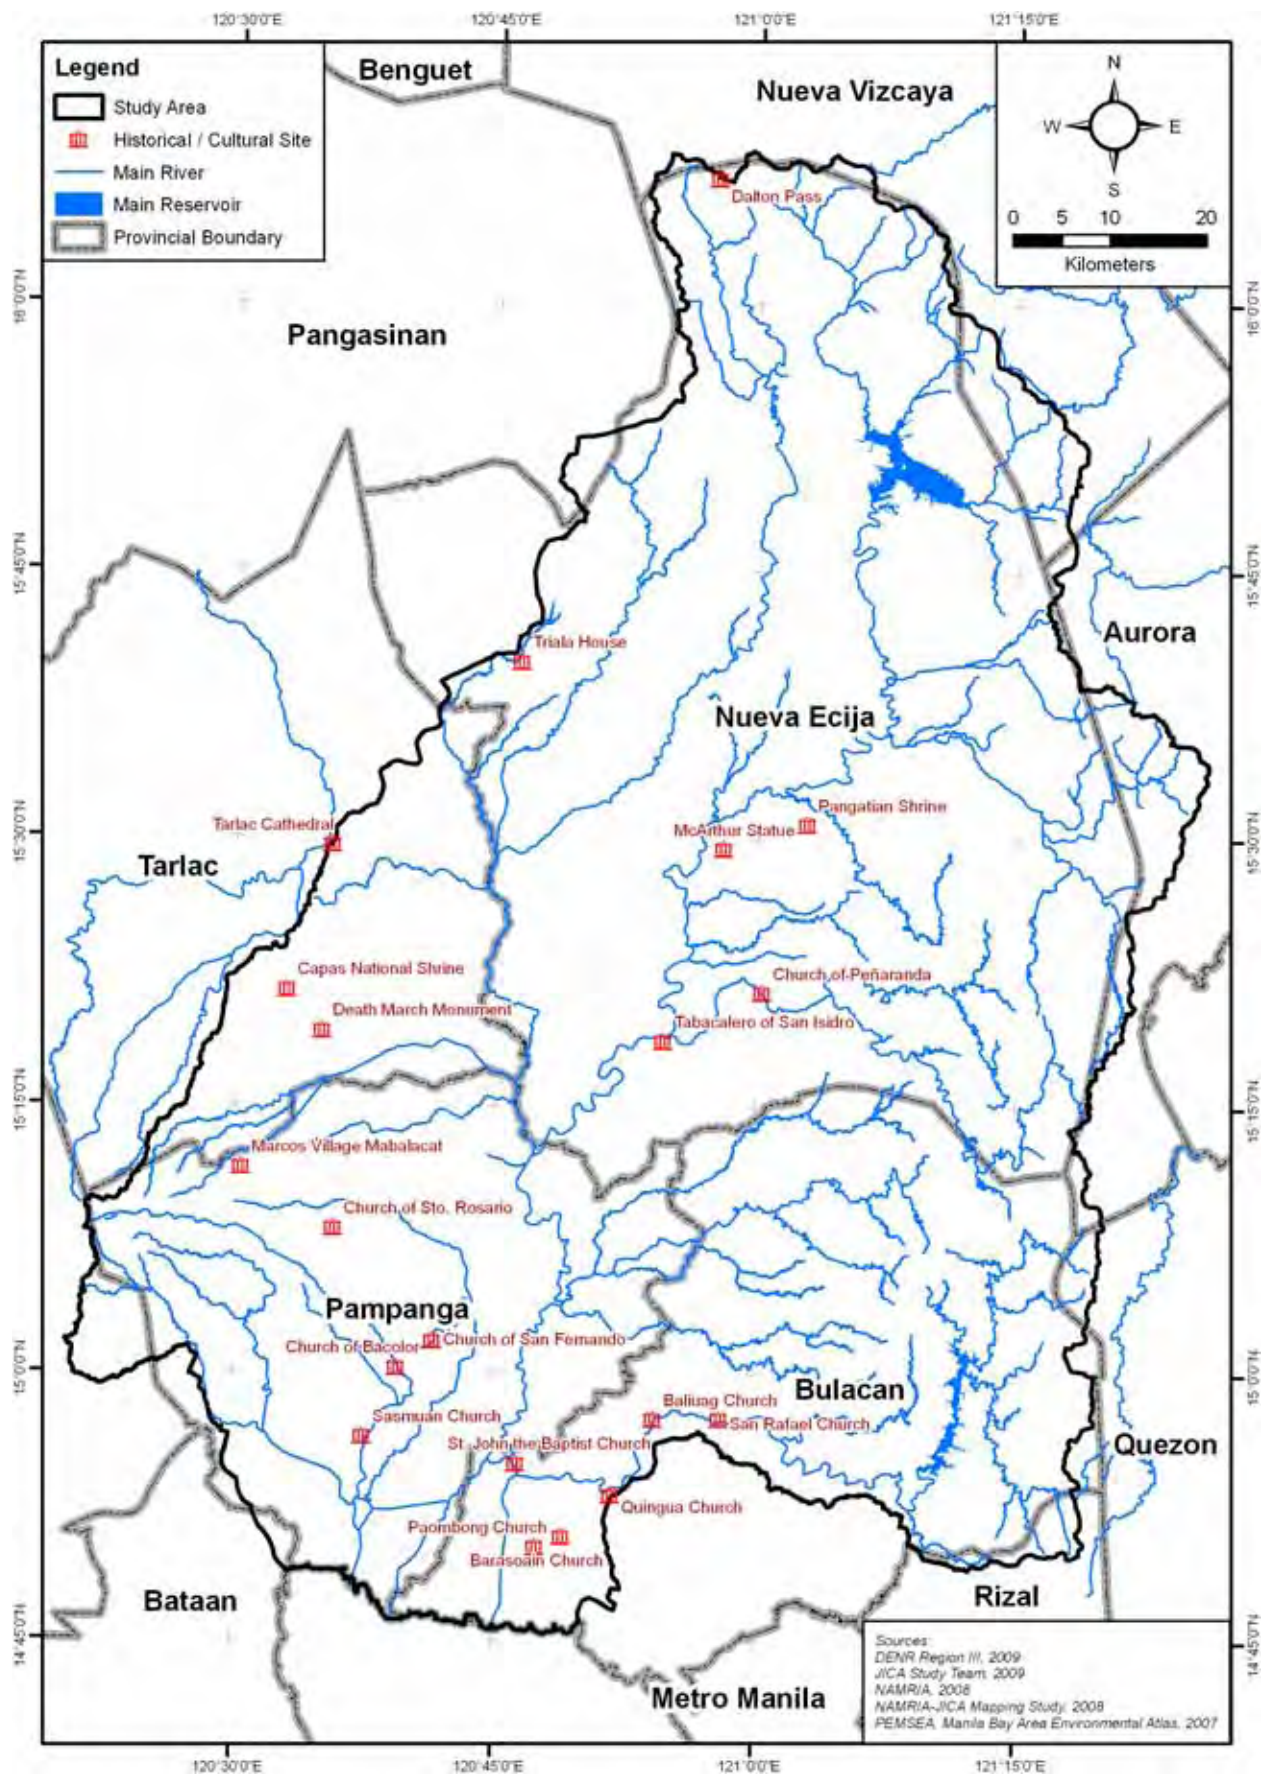 120°30'0"E
120°45'0"E
121°0'0"E
121°15'0"E
Legend
Study Area
Historical / Cultural Site
Main River
Main Reservoir
Provincial Boundary
Benguet
Nueva Vizcaya
N
W
E
S
0 5 10 20
Kilometers
Dalton Pass
16°0'0"N
16°0'0"N
Pangasinan
15°45'0"N
15°45'0"N
Aurora
Triala House
Nueva Ecija
Pangatian Shrine
Tarlac Cathedral
McArthur Statue
15°30'0"N
15°30'0"N
Tarlac
Capas National Shrine
Church of Peñaranda
Death March Monument
Tabacalero of San Isidro
15°15'0"N
15°15'0"N
Marcos Village Mabalacat
Church of Sto. Rosario
Pampanga
Church of San Fernando
Church of Bacolor
15°0'0"N
15°0'0"N
Bulacan
Baliuag Church
San Rafael Church
Sasmuan Church
St. John the Baptist Church
Quezon
Quingua Church
Paombong Church
Barasoain Church
Bataan
Rizal
14°45'0"N
14°45'0"N
Metro Manila
Sources:
DENR Region III, 2009
JICA Study Team, 2009
NAMRIA, 2008
NAMRIA-JICA Mapping Study, 2008
PEMSEA, Manila Bay Area Environmental Atlas, 2007
120°30'0"E
120°45'0"E
121°0'0"E
121°15'0"E